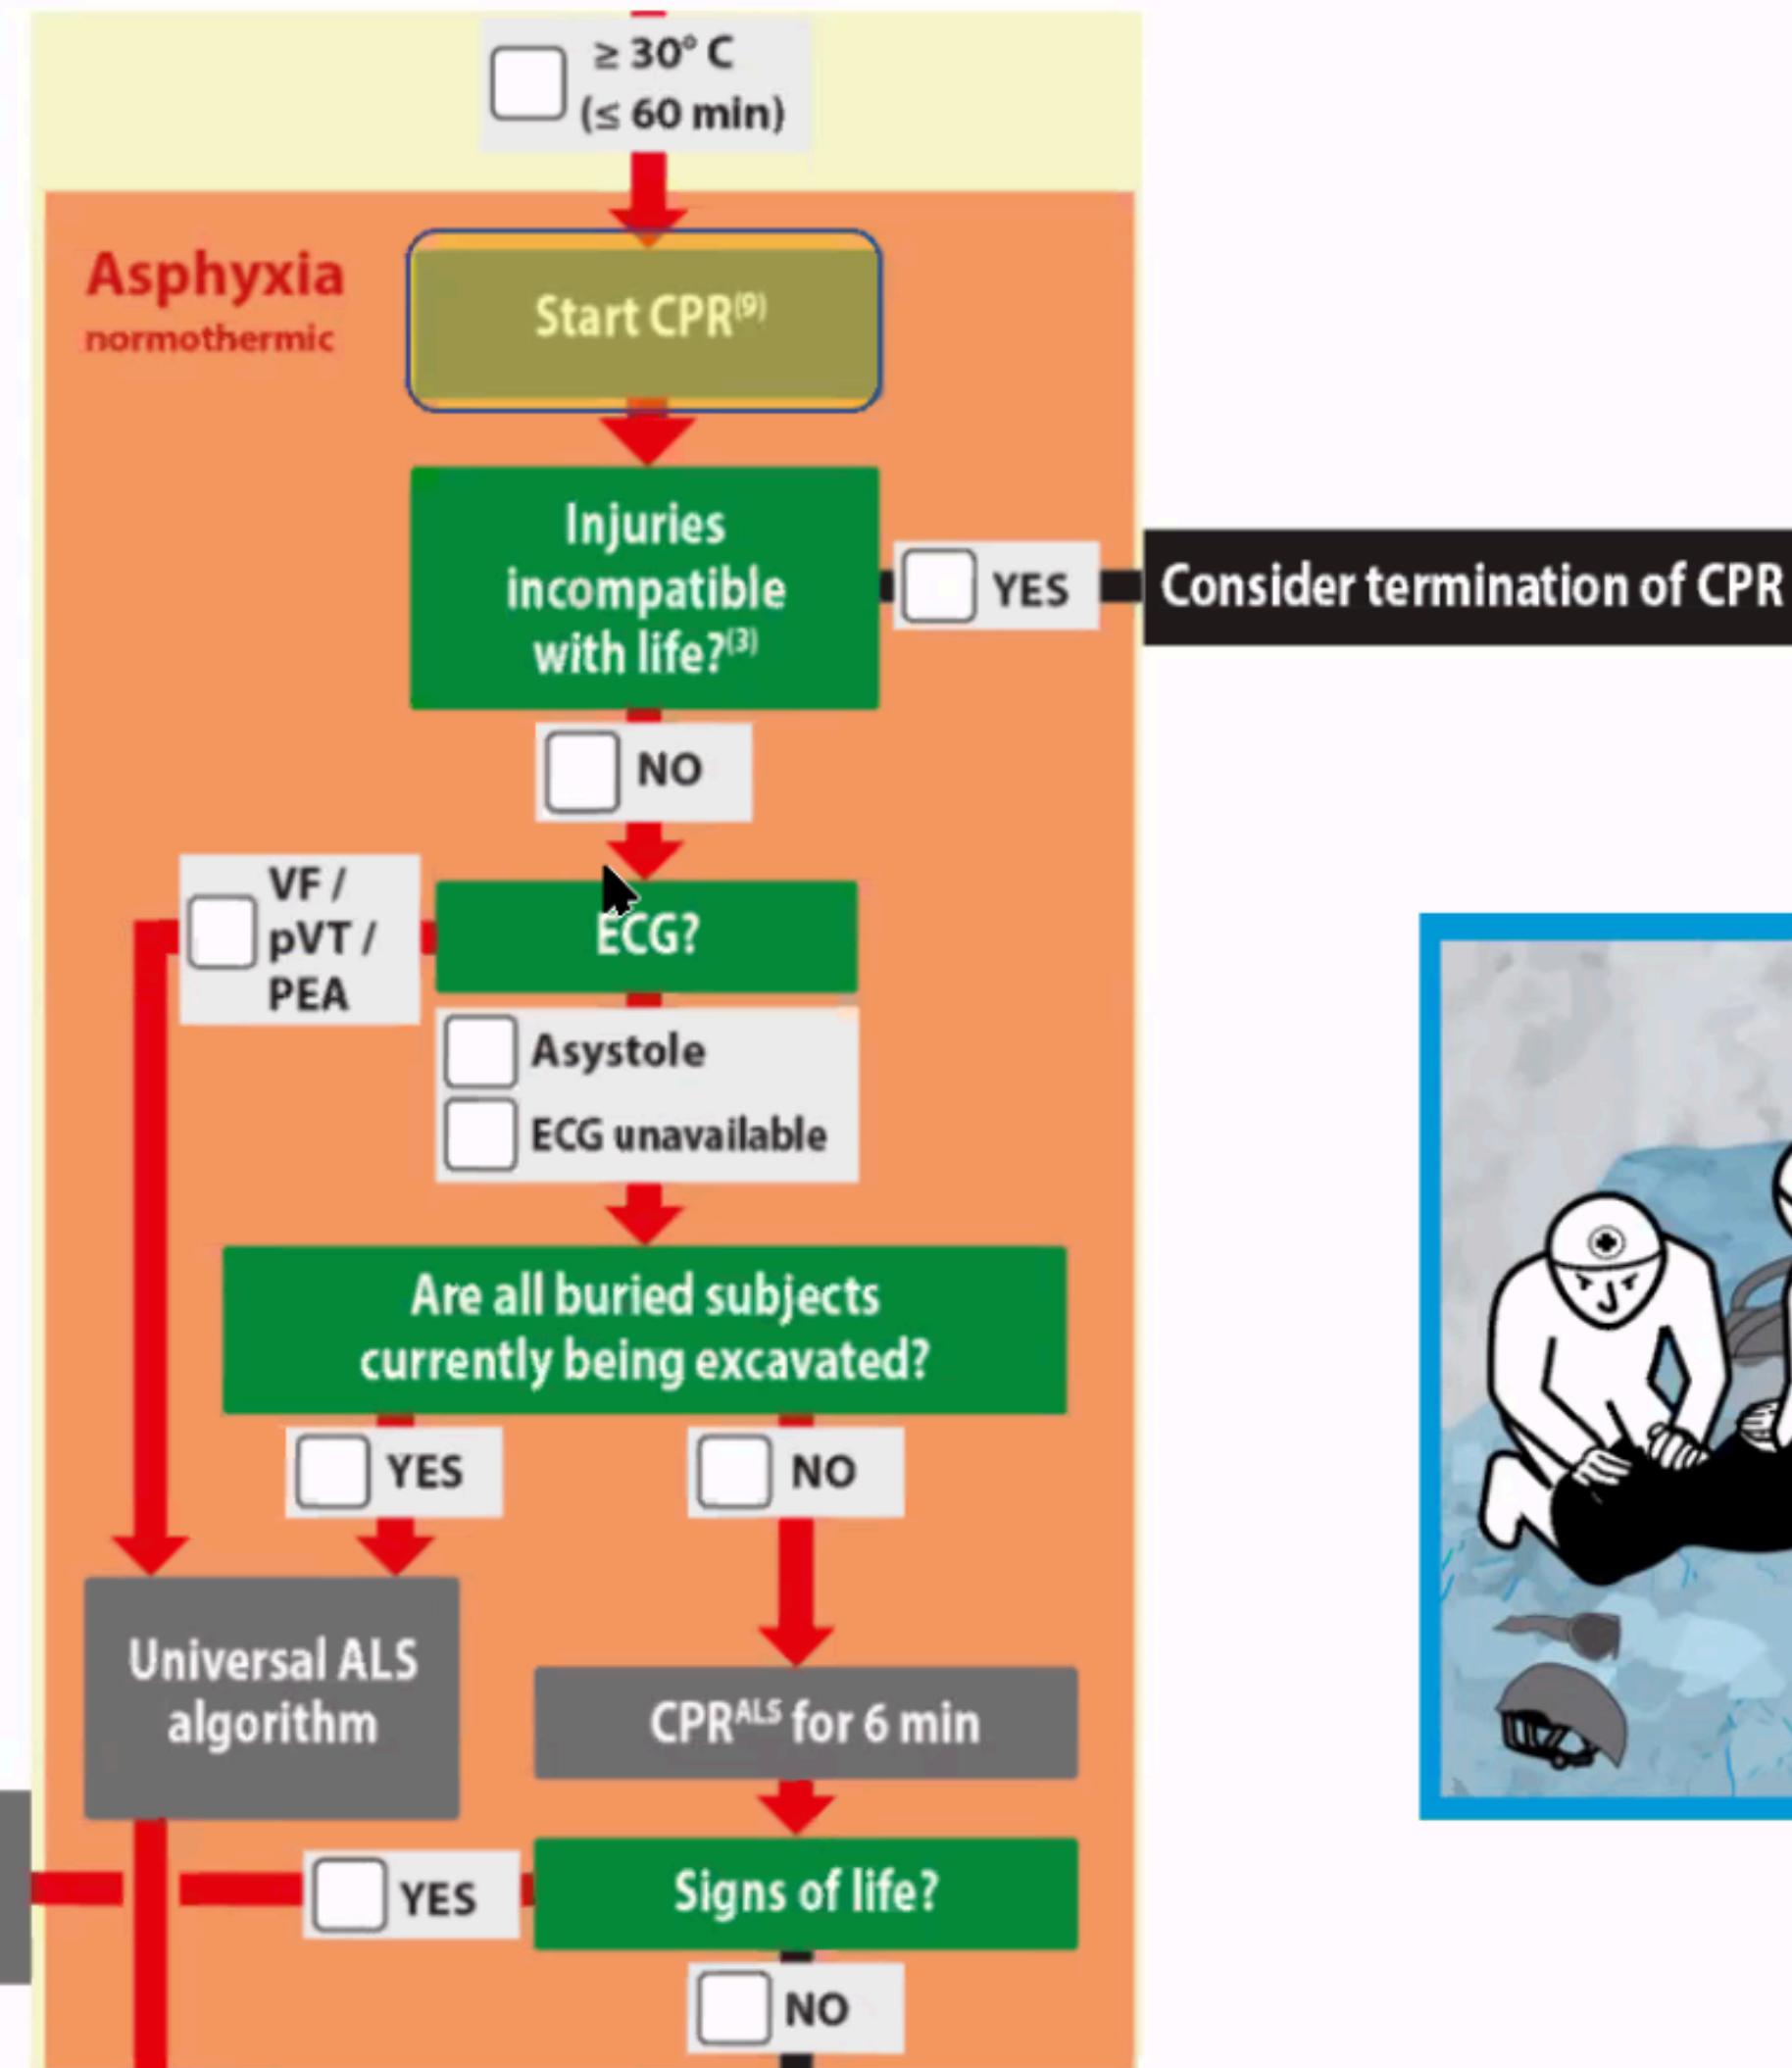 ≥ 30° C
(≤ 60 min)
Asphyxia
normothermic
Start CPR(9)
Injuries
incompatible
with life?(3)
YES
Consider termination of CPR
NO
VF /
pVT /
PEA
ECG?
Asystole
ECG unavailable
Are all buried subjects
currently being excavated?
YES
NO
Universal ALS
algorithm
CPRALS for 6 min
YES
Signs of life?
NO